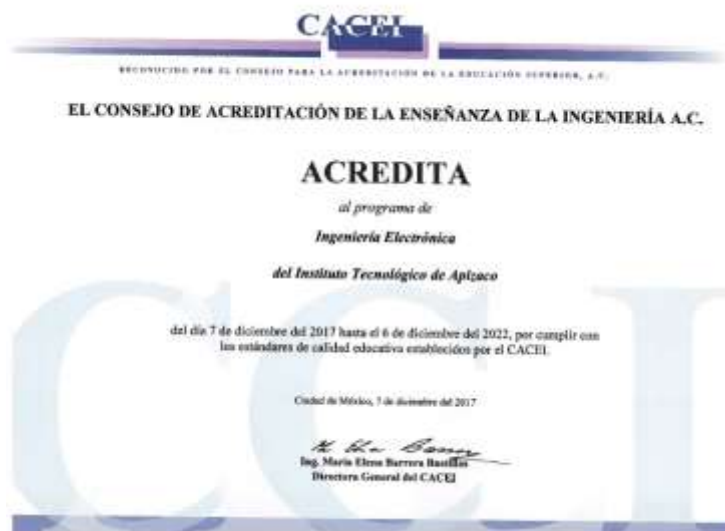 CACEI
RECONOCIDO POR EL CONSEJO PARA LA ACREDITACIÓN DE LA EDUCACIÓN SUPERIOR, A.C.
EL CONSEJO DE ACREDITACIÓN DE LA ENSEÑANZA DE LA INGENIERÍA A.C.
ACREDITA
al programa de
Ingeniería Electrónica
del Instituto Tecnológico de Apizaco
del día 7 de diciembre del 2017 hasta el 6 de diciembre del 2022, por cumplir con
los estándares de calidad educativa establecidos por el CACEI.
Ciudad de México, 7 de diciembre del 2017
Ing. María Elena Barrera Bustillos
Directora General del CACEI